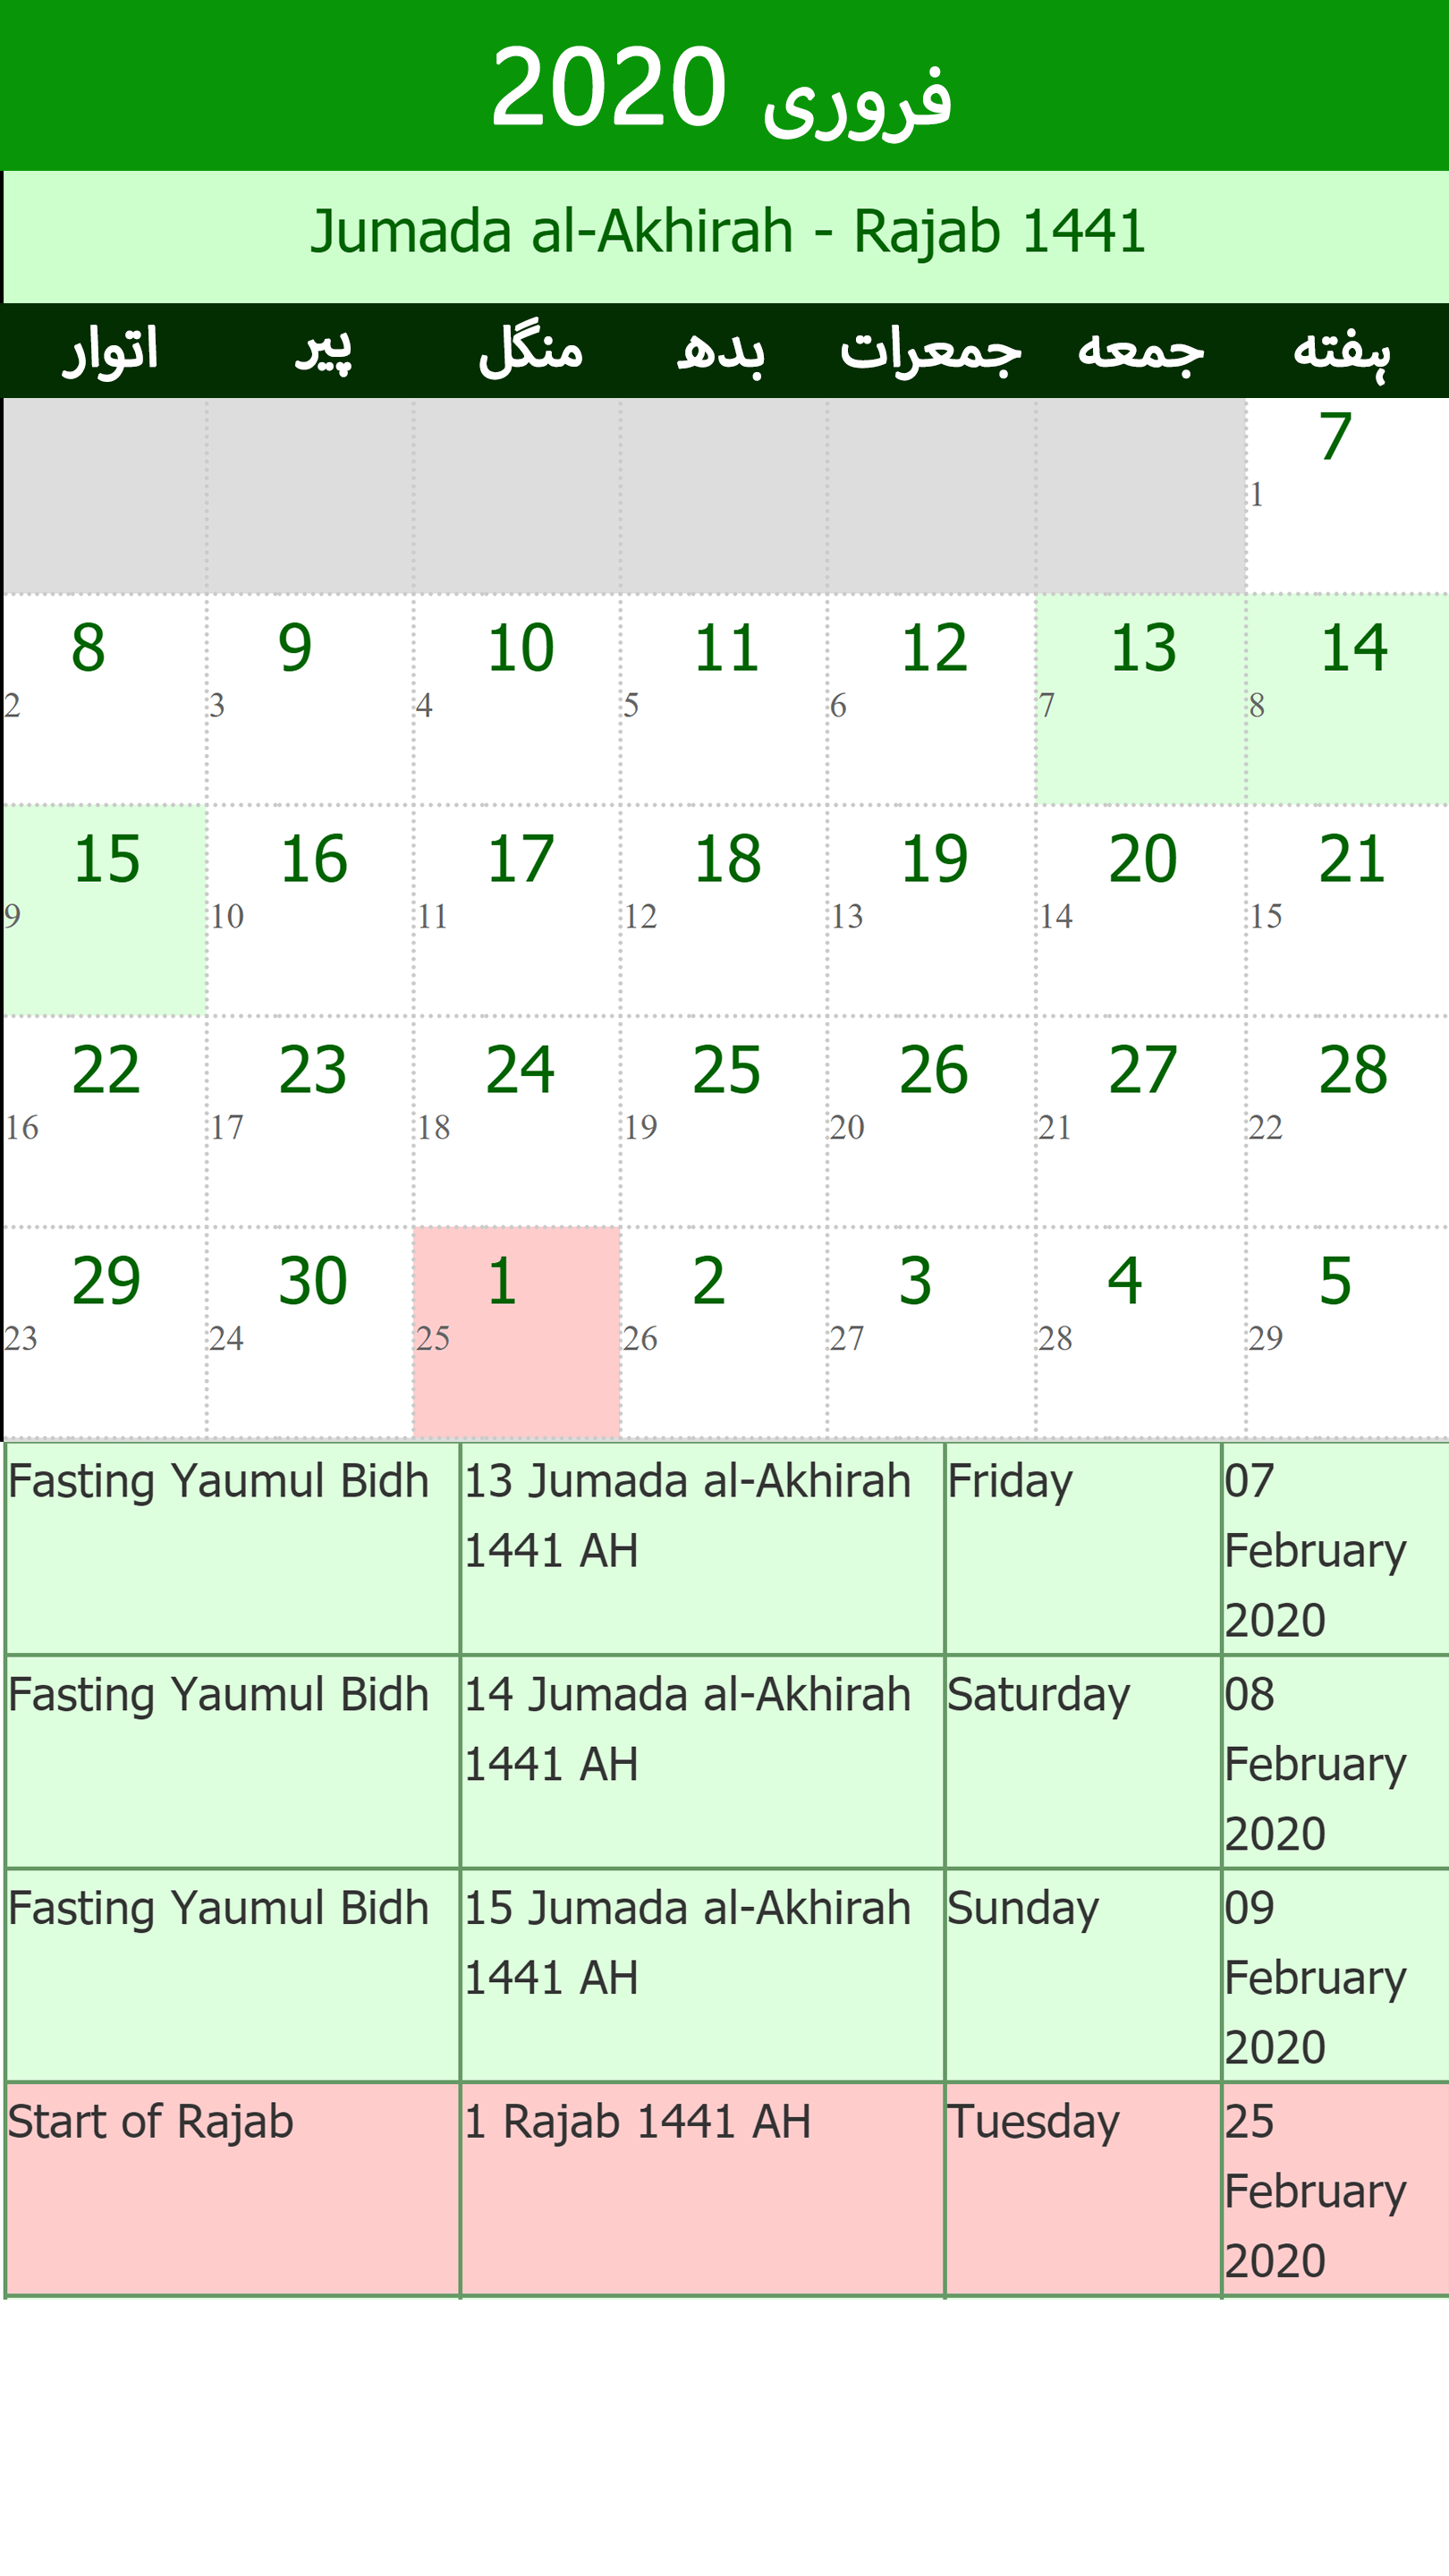 فروری 2020
Jumada al-Akhirah - Rajab 1441
اتوار پیر منگل بدھ جمعرات جمعہ ہفتہ
7
1
8 9 10 11 12 13 14
2 3 4 5 6 7 8
15 16 17 18 19 20 21
9 10 11 12 13 14 15
22 23 24 25 26 27 28
16 17 18 19 20 21 22
29 30 1 2 3 4 5
23 24 25 26 27 28 29
Fasting Yaumul Bidh 13 Jumada al-Akhirah Friday 07
1441 AH February
2020
Fasting Yaumul Bidh 14 Jumada al-Akhirah Saturday 08
1441 AH February
2020
Fasting Yaumul Bidh 15 Jumada al-Akhirah Sunday 09
1441 AH February
2020
Start of Rajab 1 Rajab 1441 AH Tuesday 25
February
2020